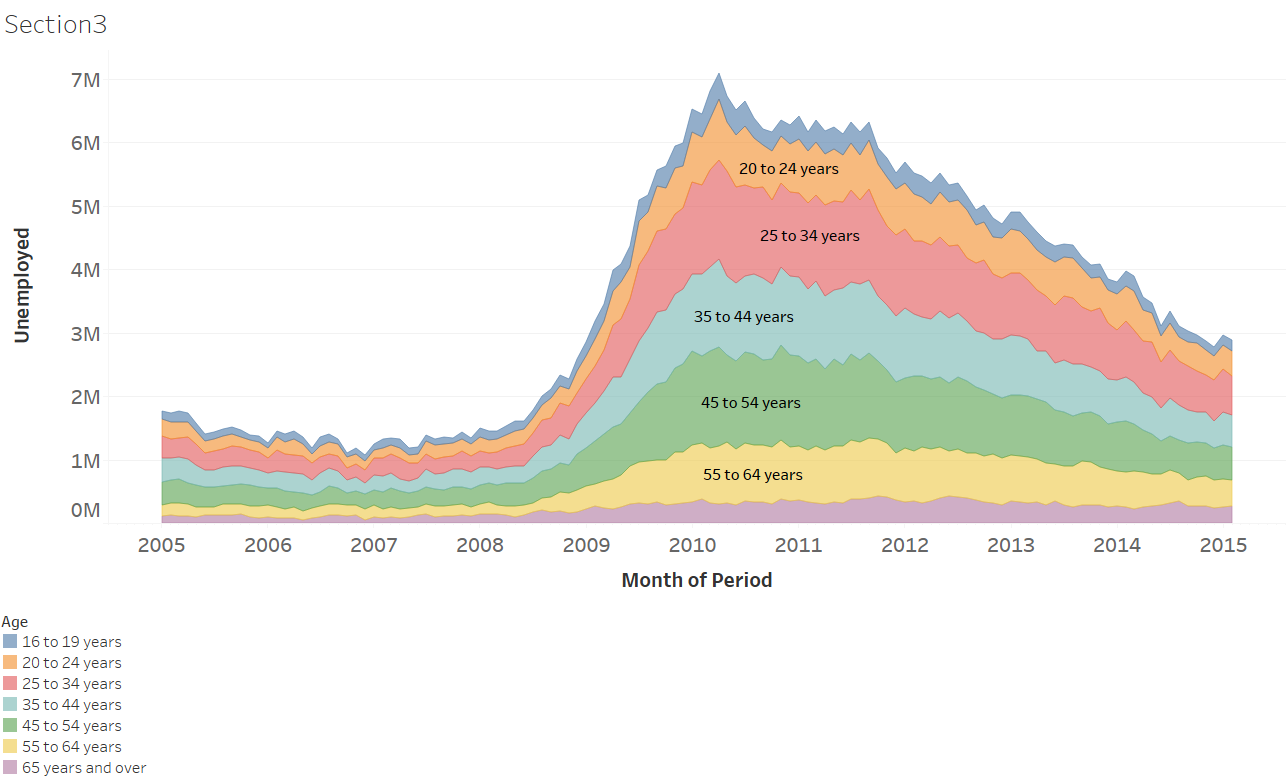 Section3
7M
6M
5M
4M
3M
2M
1M
0M
Unemployed
20 to 24 years
25 to 34 years
35 to 44 years
45 to 54 years
55 to 64 years
2005 2006 2007 2008 2009 2010 2011 2012 2013 2014 2015
Month of Period
Age
16 to 19 years
20 to 24 years
25 to 34 years
35 to 44 years
45 to 54 years
55 to 64 years
65 years and over